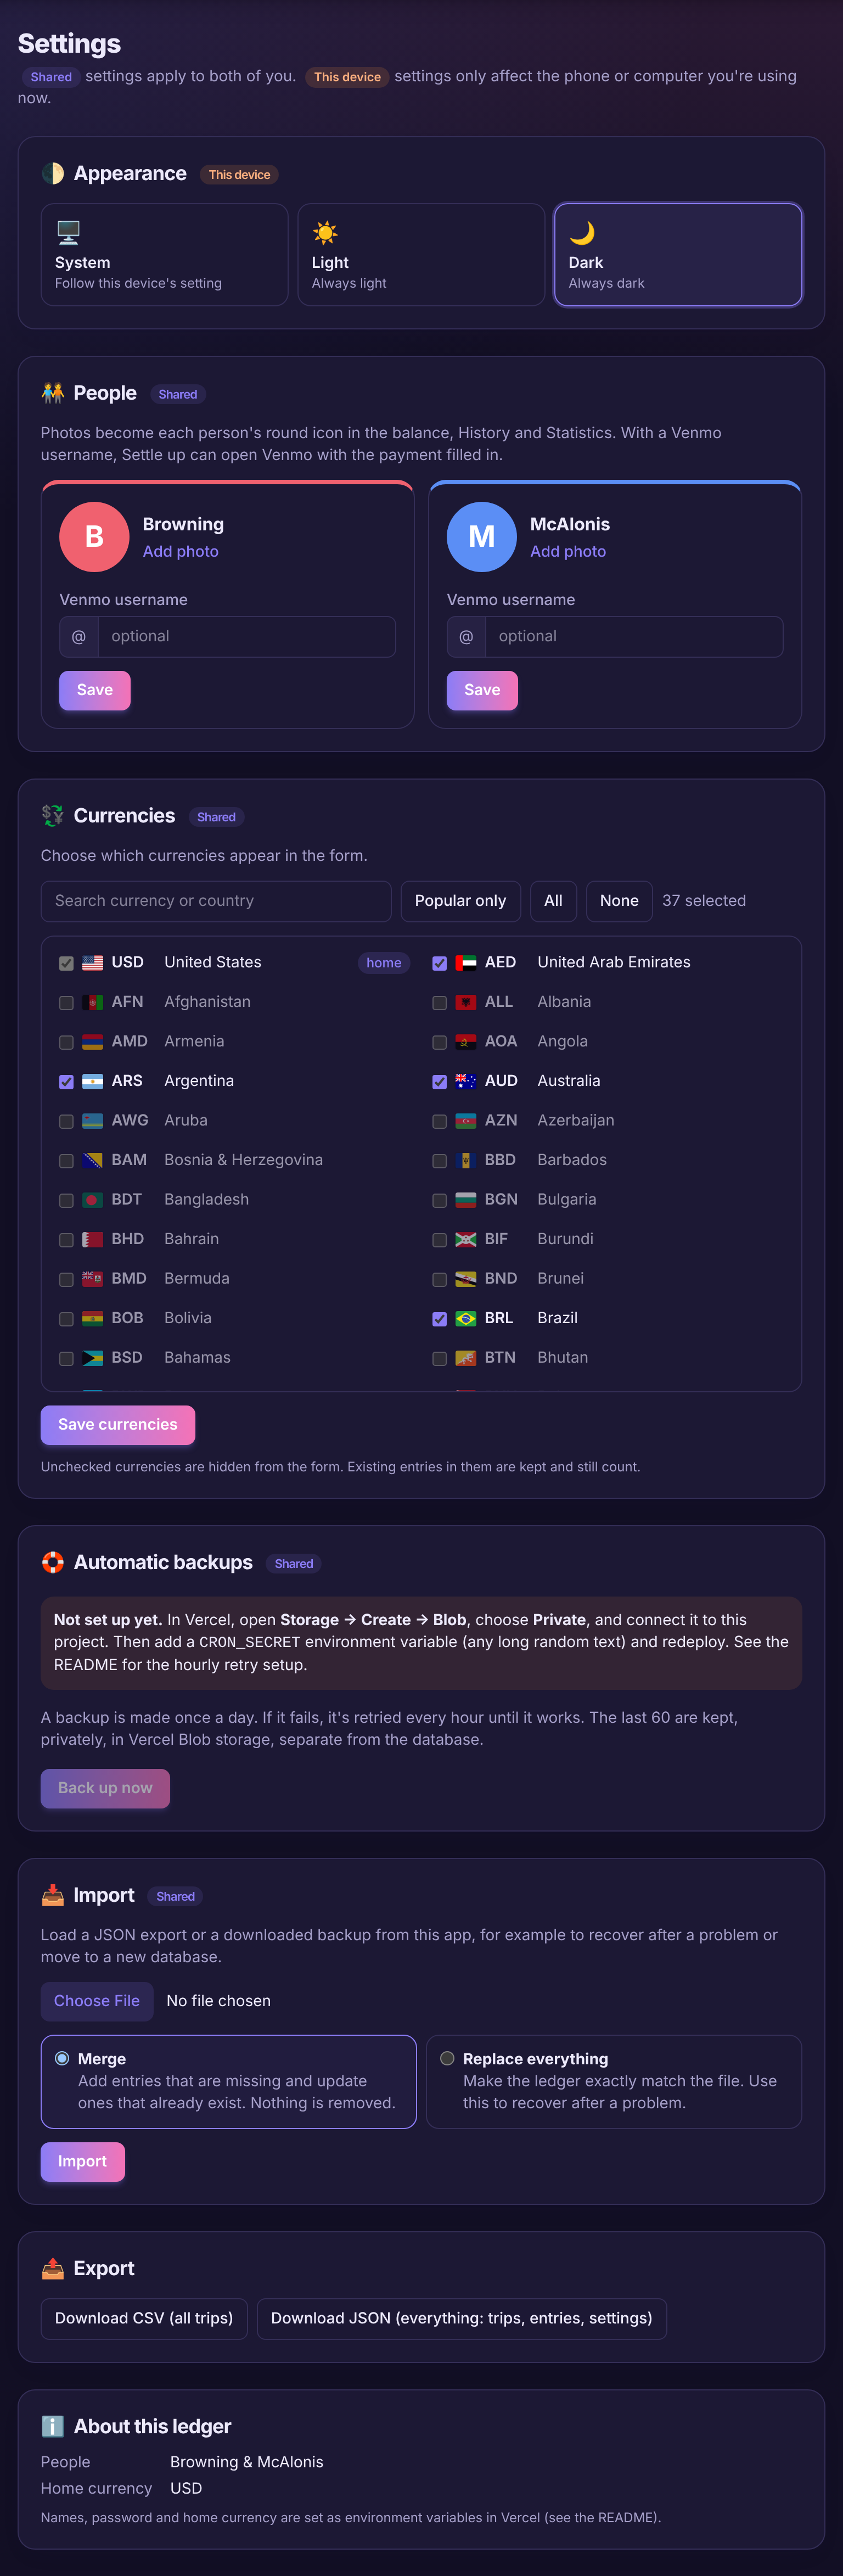 Settings
Shared settings apply to both of you. This device settings only affect the phone or computer you're using
now.
Appearance This device
System
Follow this device's setting
Light
Always light
Dark
Always dark
People Shared
Photos become each person's round icon in the balance, History and Statistics. With a Venmo
username, Settle up can open Venmo with the payment filled in.
B
Browning
Add photo
Venmo username
@ optional
Save
M
McAlonis
Add photo
Venmo username
@ optional
Save
Currencies Shared
Choose which currencies appear in the form.
Search currency or country Popular only All None 37 selected
USD United States home AED United Arab Emirates
AFN Afghanistan ALL Albania
AMD Armenia AOA Angola
ARS Argentina AUD Australia
AWG Aruba AZN Azerbaijan
BAM Bosnia & Herzegovina BBD Barbados
BDT Bangladesh BGN Bulgaria
BHD Bahrain BIF Burundi
BMD Bermuda BND Brunei
BOB Bolivia BRL Brazil
BSD Bahamas BTN Bhutan
Save currencies
Unchecked currencies are hidden from the form. Existing entries in them are kept and still count.
Automatic backups Shared
Not set up yet. In Vercel, open Storage → Create → Blob, choose Private, and connect it to this
project. Then add a CRON_SECRET environment variable (any long random text) and redeploy. See the
README for the hourly retry setup.
A backup is made once a day. If it fails, it's retried every hour until it works. The last 60 are kept,
privately, in Vercel Blob storage, separate from the database.
Back up now
Import Shared
Load a JSON export or a downloaded backup from this app, for example to recover after a problem or
move to a new database.
Choose File No file chosen
Merge
Add entries that are missing and update
ones that already exist. Nothing is removed.
Replace everything
Make the ledger exactly match the file. Use
this to recover after a problem.
Import
Export
Download CSV (all trips) Download JSON (everything: trips, entries, settings)
About this ledger
People Browning & McAlonis
Home currency USD
Names, password and home currency are set as environment variables in Vercel (see the README).